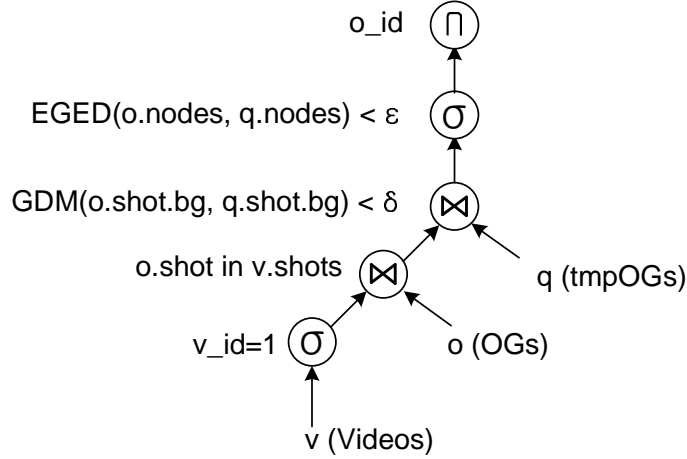 o_id ∏
EGED(o.nodes, q.nodes) < ε σ
GDM(o.shot.bg, q.shot.bg) < δ ⋈
o.shot in v.shots ⋈
q (tmpOGs)
v_id=1 σ o (OGs)
v (Videos)